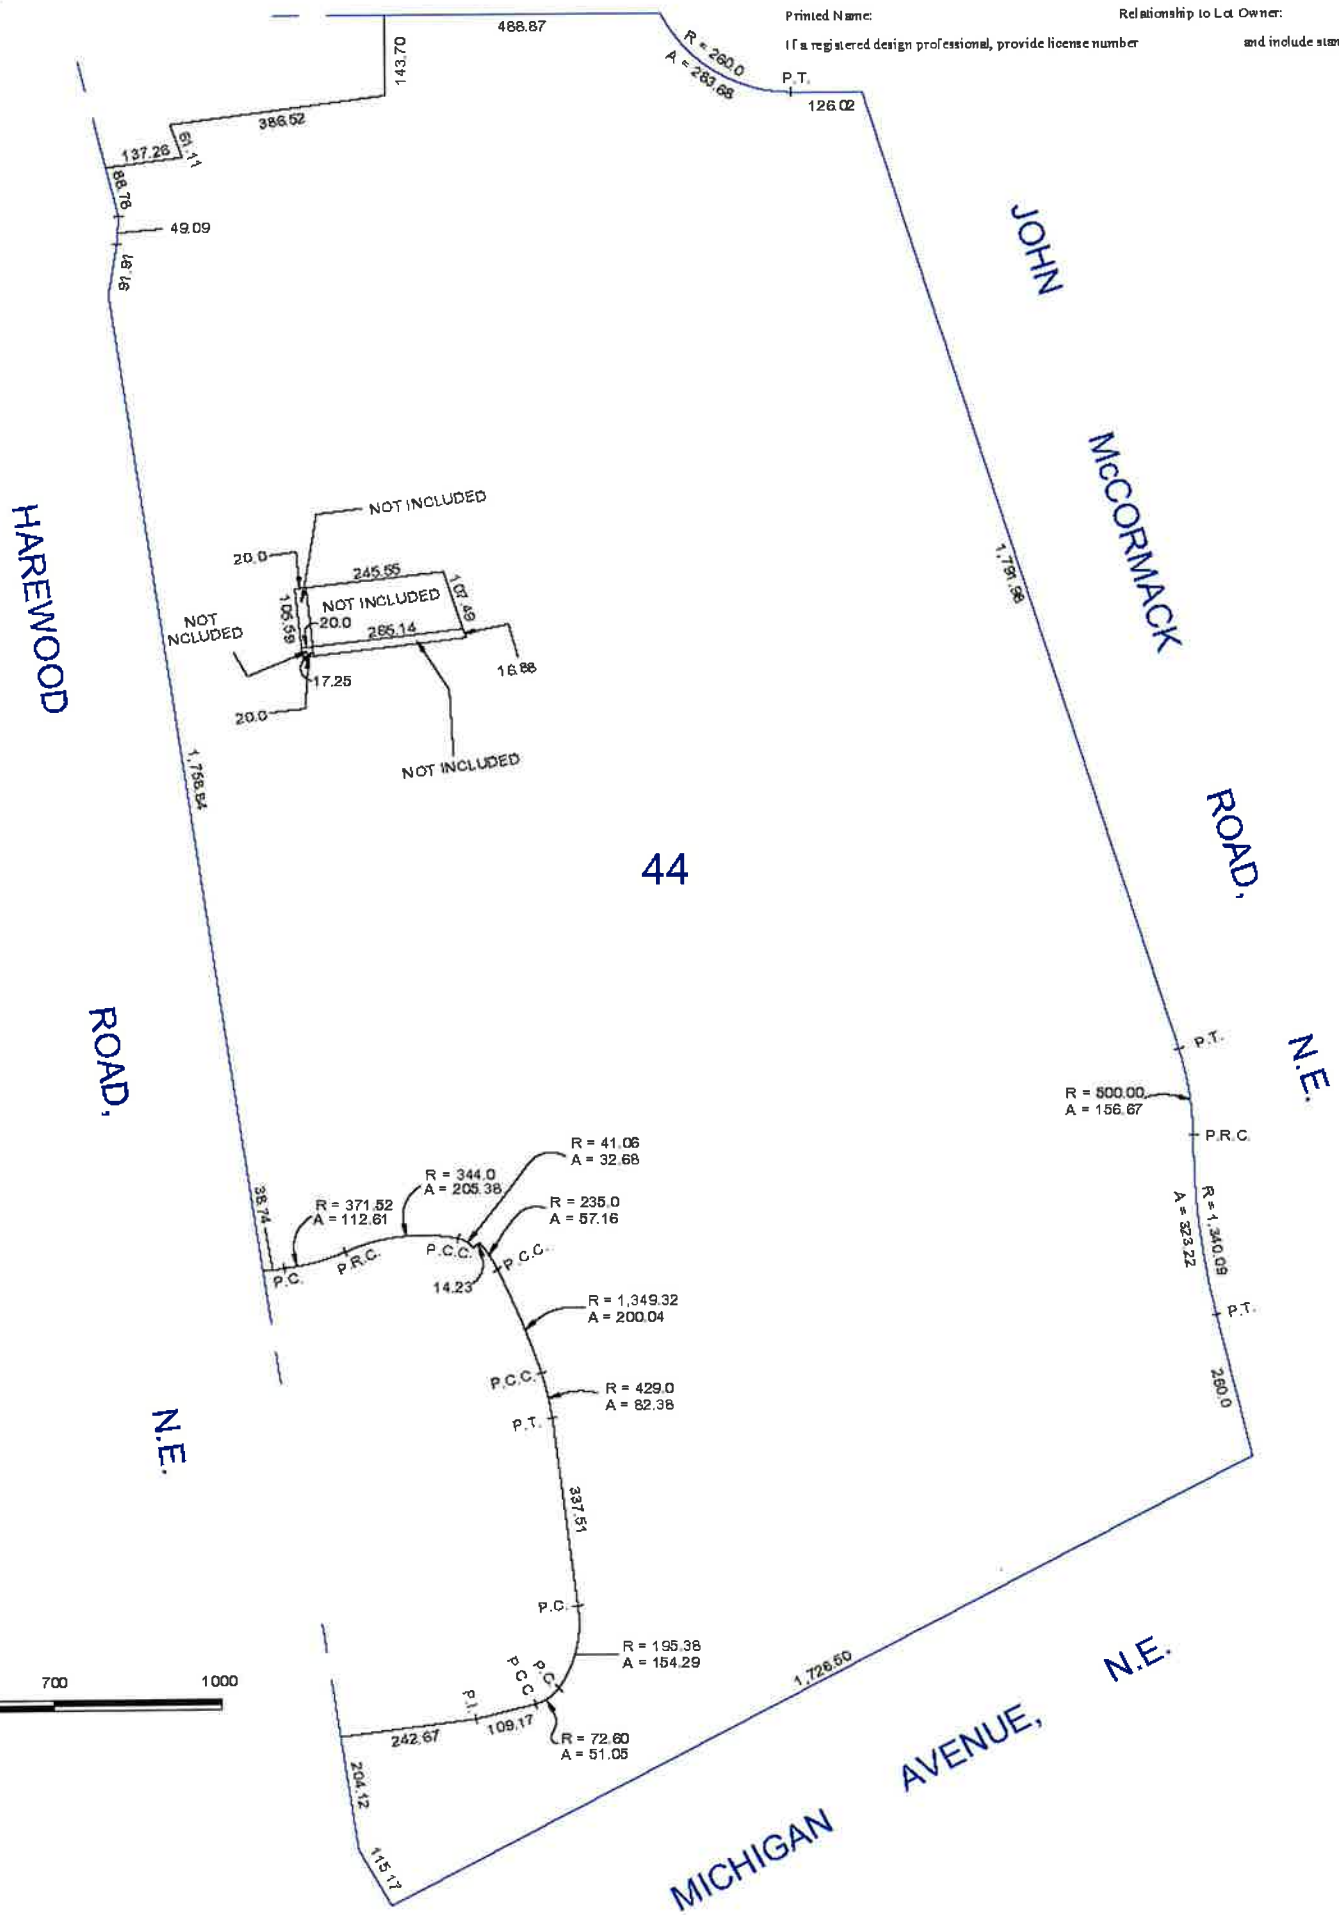 Printed Name: Relationship to Lot Owner:
If a registered design professional, provide license number and include
488.87
143.70
R = 260.0
A = 283.68
P.T.
126.02
386.52
61.11
137.26
88.78
49.09
91.91
JOHN
McCORMACK
ROAD,
N.E.
1,791.98
HAREWOOD
ROAD,
N.E.
NOT INCLUDED
20.0
245.55
107.49
NOT INCLUDED
105.59
20.0
265.14
NOT
NCLUDED
16.88
17.25
20.0
NOT INCLUDED
1,758.84
44
P.T.
R = 500.00
A = 156.67
P.R.C.
R = 1,340.09
A = 323.22
P.T.
260.0
R = 41.06
A = 32.68
R = 344.0
A = 205.38
R = 235.0
A = 57.16
38.74
R = 371.52
A = 112.61
P.C.
P.R.C.
P.C.C.
P.C.C.
14.23
R = 1,349.32
A = 200.04
P.C.C.
R = 429.0
A = 82.38
P.T.
337.51
P.C.
R = 195.38
A = 154.29
P.C.
P.C.C
P.I.
700 1000
242.67
109.17
R = 72.60
A = 51.05
204.12
115.17
1,726.50
MICHIGAN AVENUE, N.E.